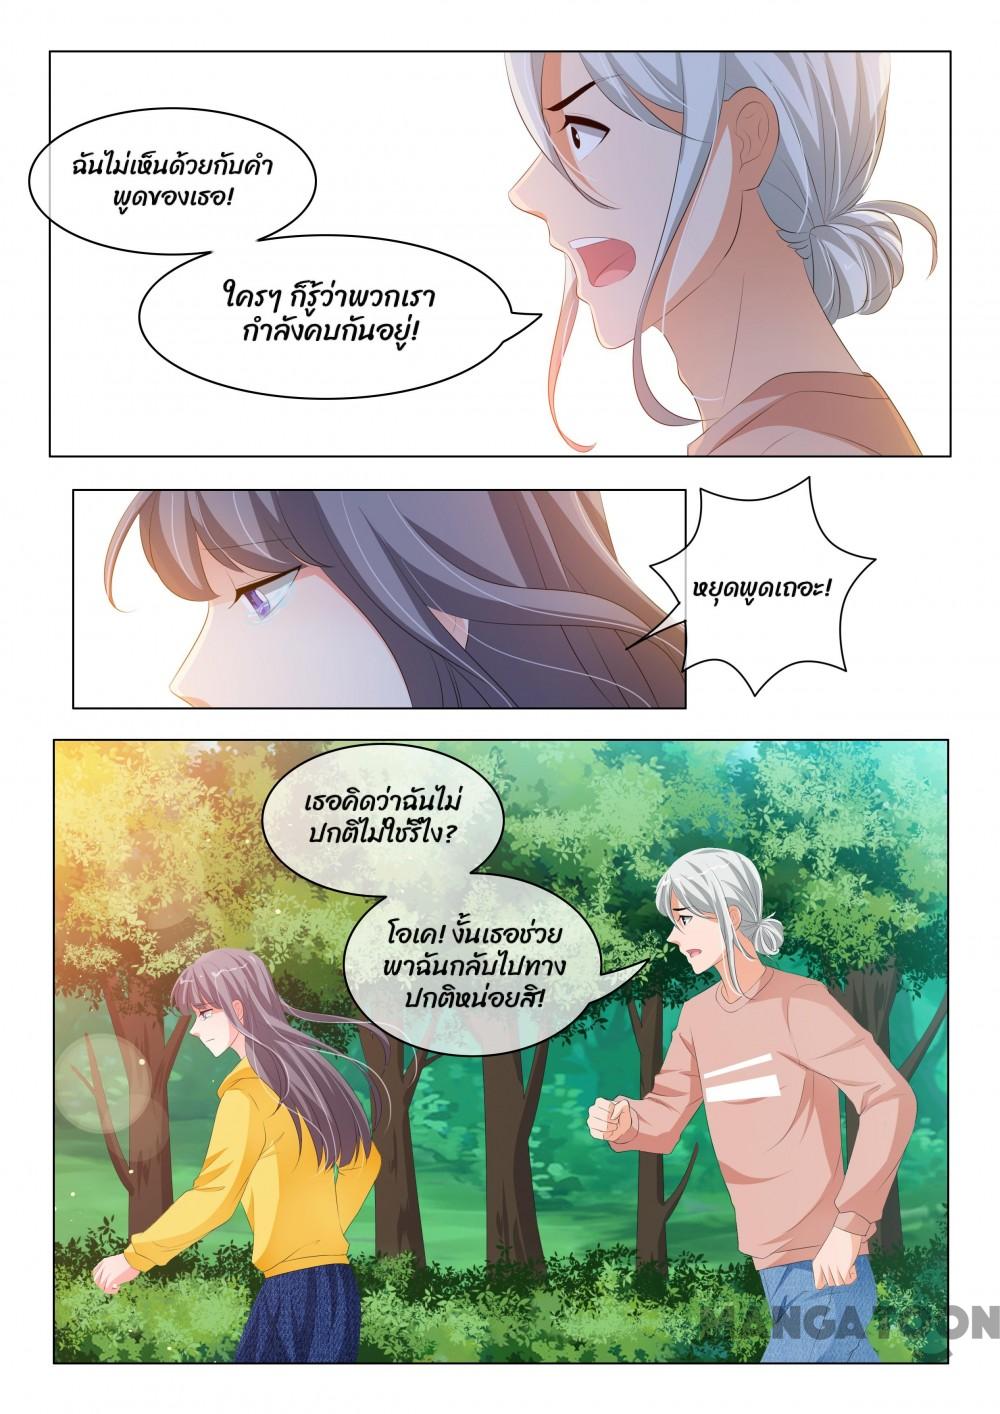 ฉันไม่เห็นด้วยกับคำ
พูดของเธอ!
ใครๆ ก็รู้ว่าพวกเรา
กำลังคบกันอยู่!
หยุดพูดเถอะ!
เธอคิดว่าฉันไม่
ปกติไม่ใช่รึไง?
โอเค! งั้นเธอช่วย
พาฉันกลับไปทาง
ปกติหน่อยสิ!
MANGATOON